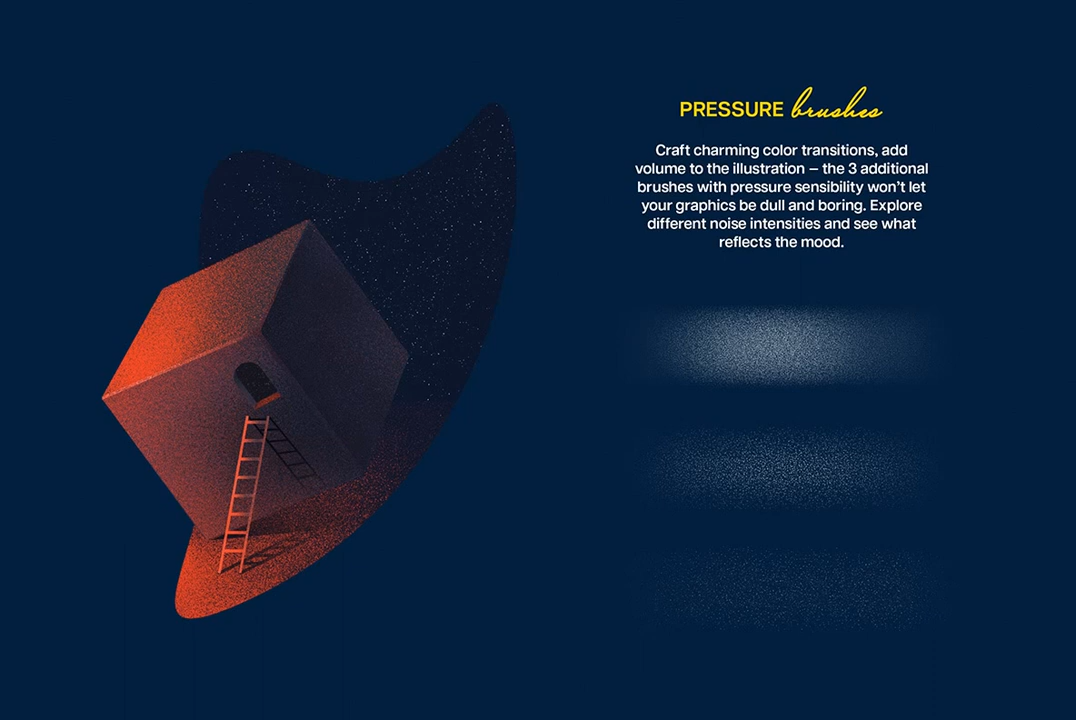 PRESSURE brushes
Craft charming color transitions, add
volume to the illustration – the 3 additional
brushes with pressure sensibility won't let
your graphics be dull and boring. Explore
different noise intensities and see what
reflects the mood.